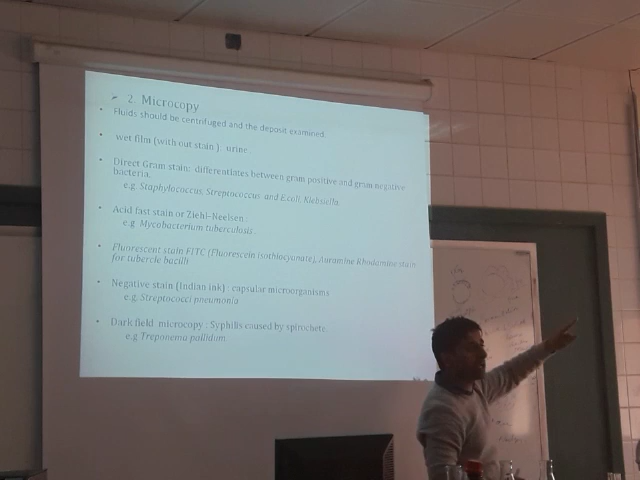 2. Microcopy
Fluids should be centrifuged and the deposit examined.
wet film (without stain) : urine
Direct Gram stain: differentiates between gram positive and gram negative
bacteria.
e.g. Staphylococcus, Streptococcus and E.coli, Klebsiella
Acid fast stain or Ziehl-Neelsen
e.g Mycobacterium tuberculosis
Fluorescent stain FITC (Fluorescein isothiocyanate), Auramine Rhodamine stain
for tubercle bacilli
Negative stain (Indian ink) : capsular microorganisms
e.g. Streptococci pneumonia
Dark field microcopy : Syphilis caused by spirochete
e.g Treponema pallidum